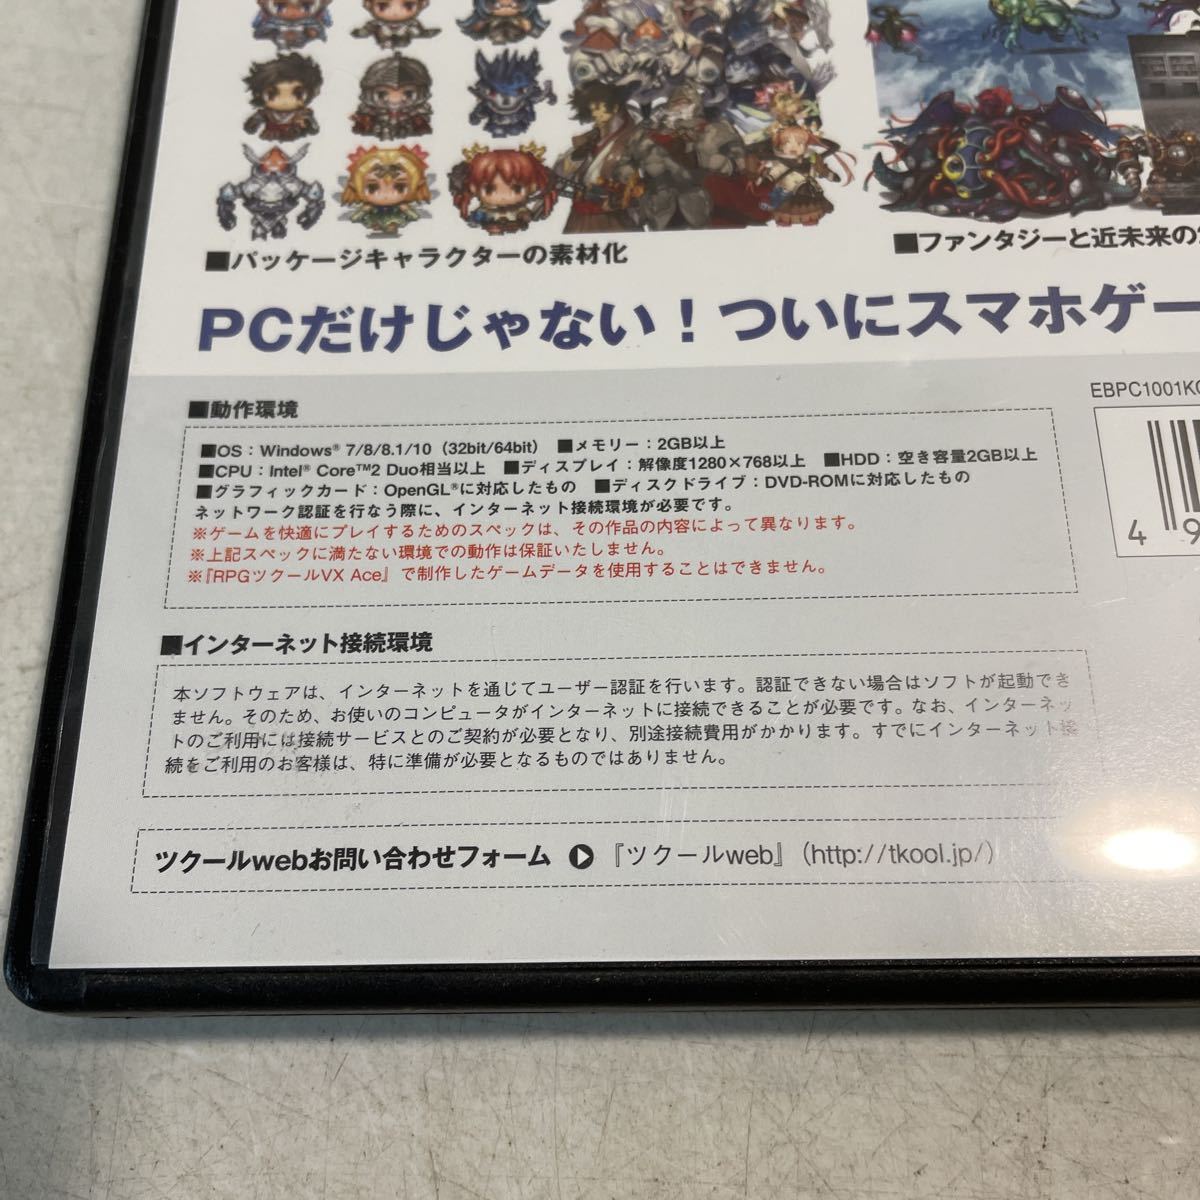 ■パッケージキャラクターの素材化
■ファンタジーと近未来の
PCだけじゃない！ついにスマホゲー
■動作環境
EBPC1001K
■OS：Windows® 7/8/8.1/10（32bit/64bit） ■メモリー：2GB以上
■CPU：Intel® Core™2 Duo相当以上 ■ディスプレイ：解像度1280×768以上 ■HDD：空き容量2GB以上
■グラフィックカード：OpenGL®に対応したもの ■ディスクドライブ：DVD-ROMに対応したもの
ネットワーク認証を行なう際に、インターネット接続環境が必要です。
※ゲームを快適にプレイするためのスペックは、その作品の内容によって異なります。
※上記スペックに満たない環境での動作は保証いたしません。
※『RPGツクールVX Ace』で制作したゲームデータを使用することはできません。
4 9
■インターネット接続環境
本ソフトウェアは、インターネットを通じてユーザー認証を行います。認証できない場合はソフトが起動でき
ません。そのため、お使いのコンピュータがインターネットに接続できることが必要です。なお、インターネッ
トのご利用には接続サービスとのご契約が必要となり、別途接続費用がかかります。すでにインターネット接
続をご利用のお客様は、特に準備が必要となるものではありません。
ツクールwebお問い合わせフォーム ▶ 『ツクールweb』（http://tkool.jp/）